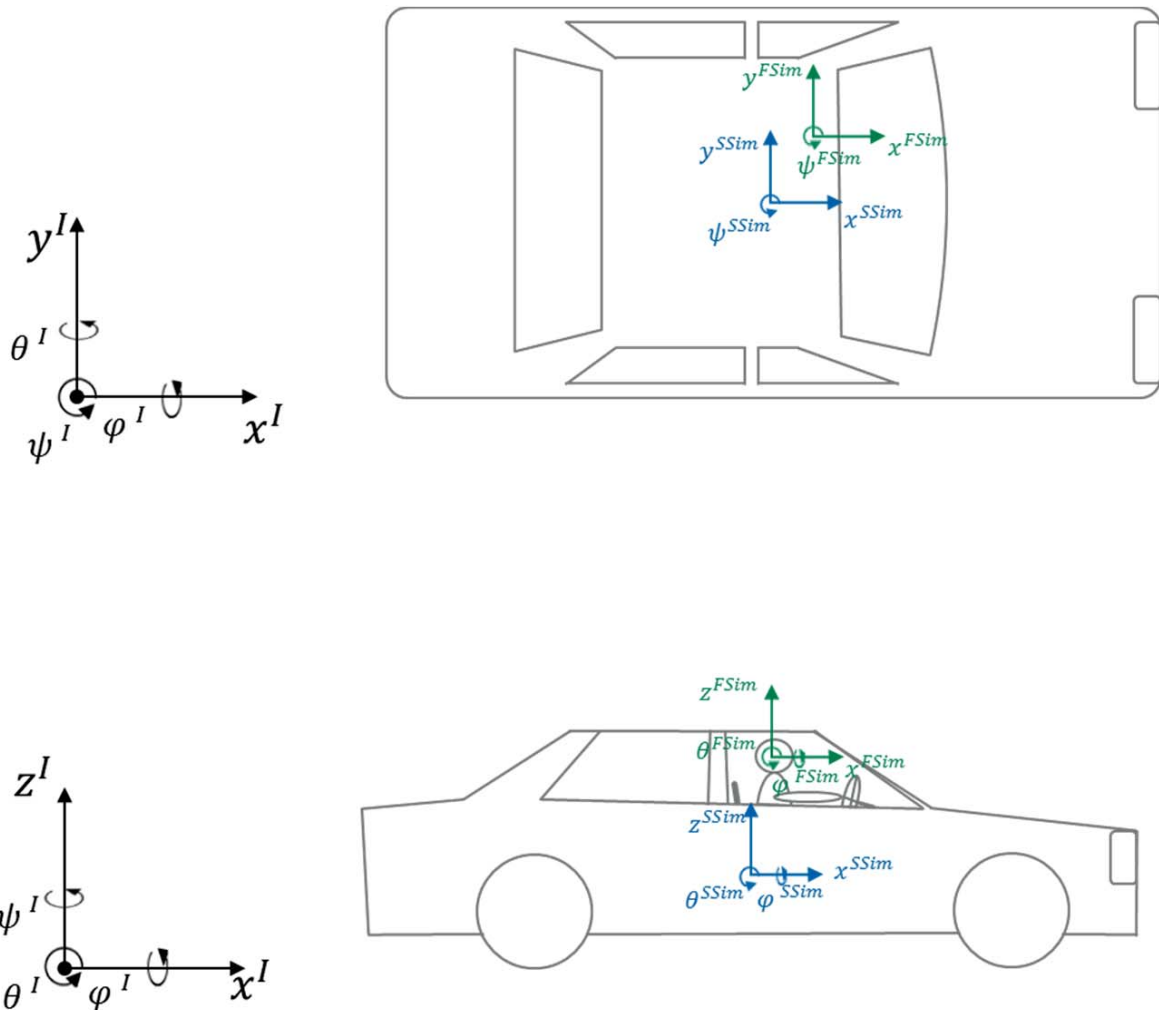 y^FSim
x^FSim
ψ^FSim
y^SSim
x^SSim
ψ^SSim
y^I
θ^I
φ^I
x^I
ψ^I
z^FSim
θ^FSim
x^FSim
φ^FSim
z^I
z^SSim
x^SSim
θ^SSim
φ^SSim
ψ^I
x^I
θ^I
φ^I